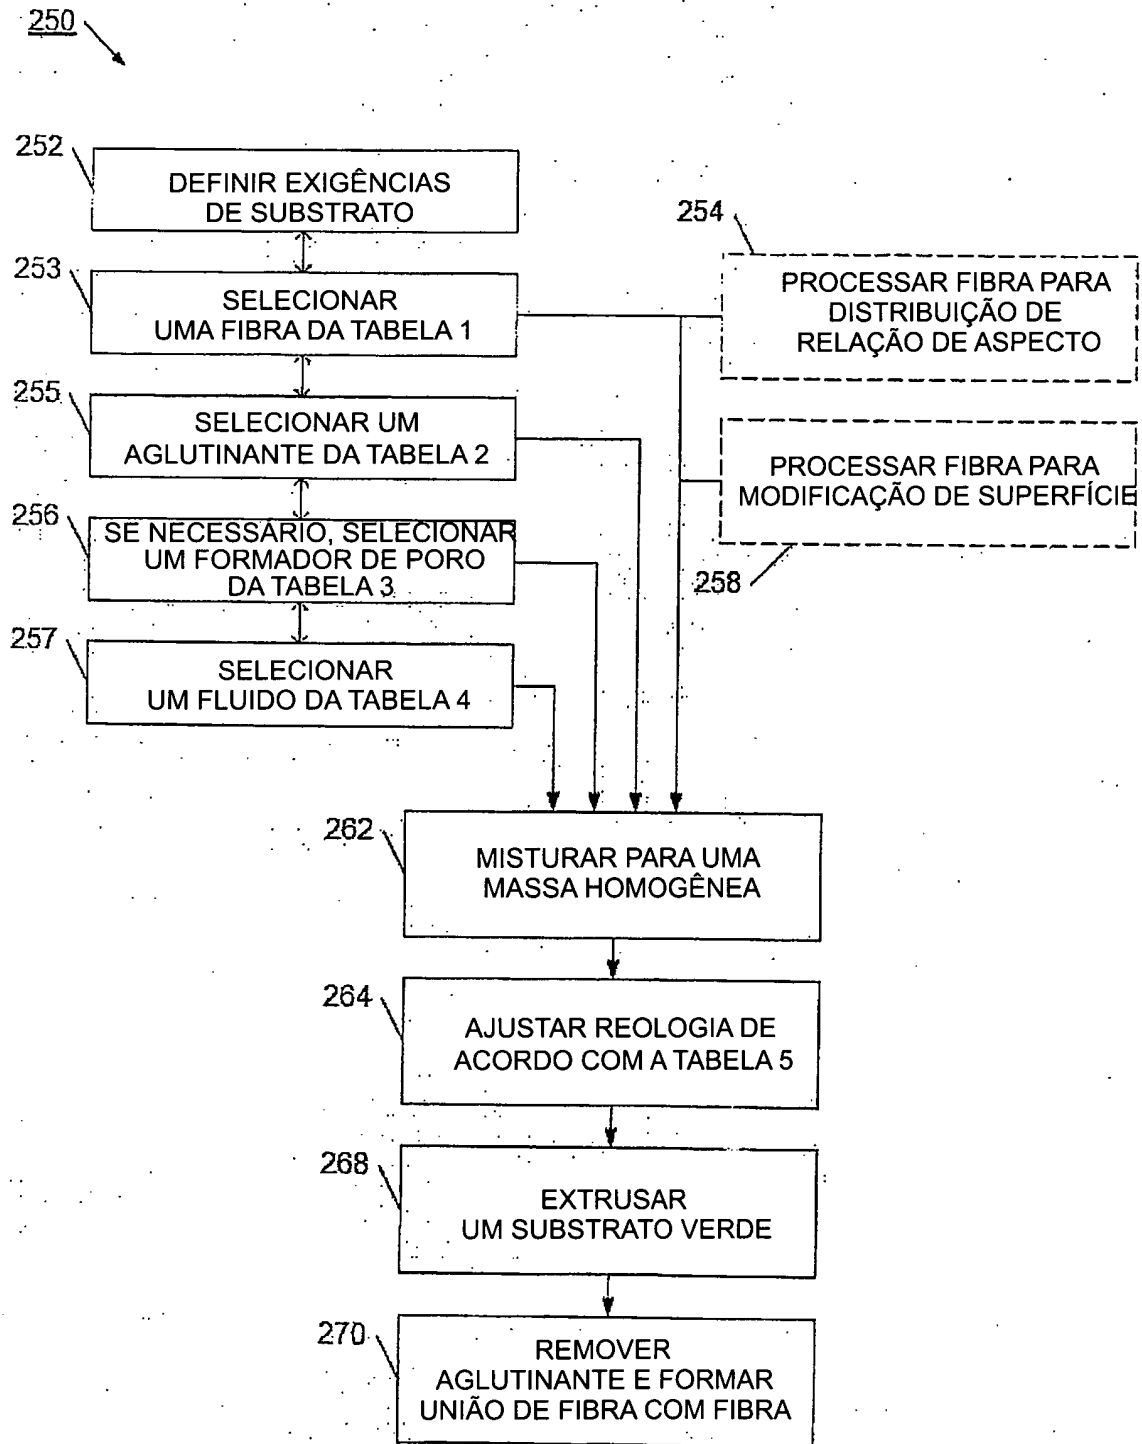 250
252
DEFINIR EXIGÊNCIAS
DE SUBSTRATO
253
SELECIONAR
UMA FIBRA DA TABELA 1
254
PROCESSAR FIBRA PARA
DISTRIBUIÇÃO DE
RELAÇÃO DE ASPECTO
255
SELECIONAR UM
AGLUTINANTE DA TABELA 2
PROCESSAR FIBRA PARA
MODIFICAÇÃO DE SUPERFÍCIE
258
256
SE NECESSÁRIO, SELECIONAR
UM FORMADOR DE PORO
DA TABELA 3
257
SELECIONAR
UM FLUIDO DA TABELA 4
262
MISTURAR PARA UMA
MASSA HOMOGÊNEA
264
AJUSTAR REOLOGIA DE
ACORDO COM A TABELA 5
268
EXTRUSAR
UM SUBSTRATO VERDE
270
REMOVER
AGLUTINANTE E FORMAR
UNIÃO DE FIBRA COM FIBRA